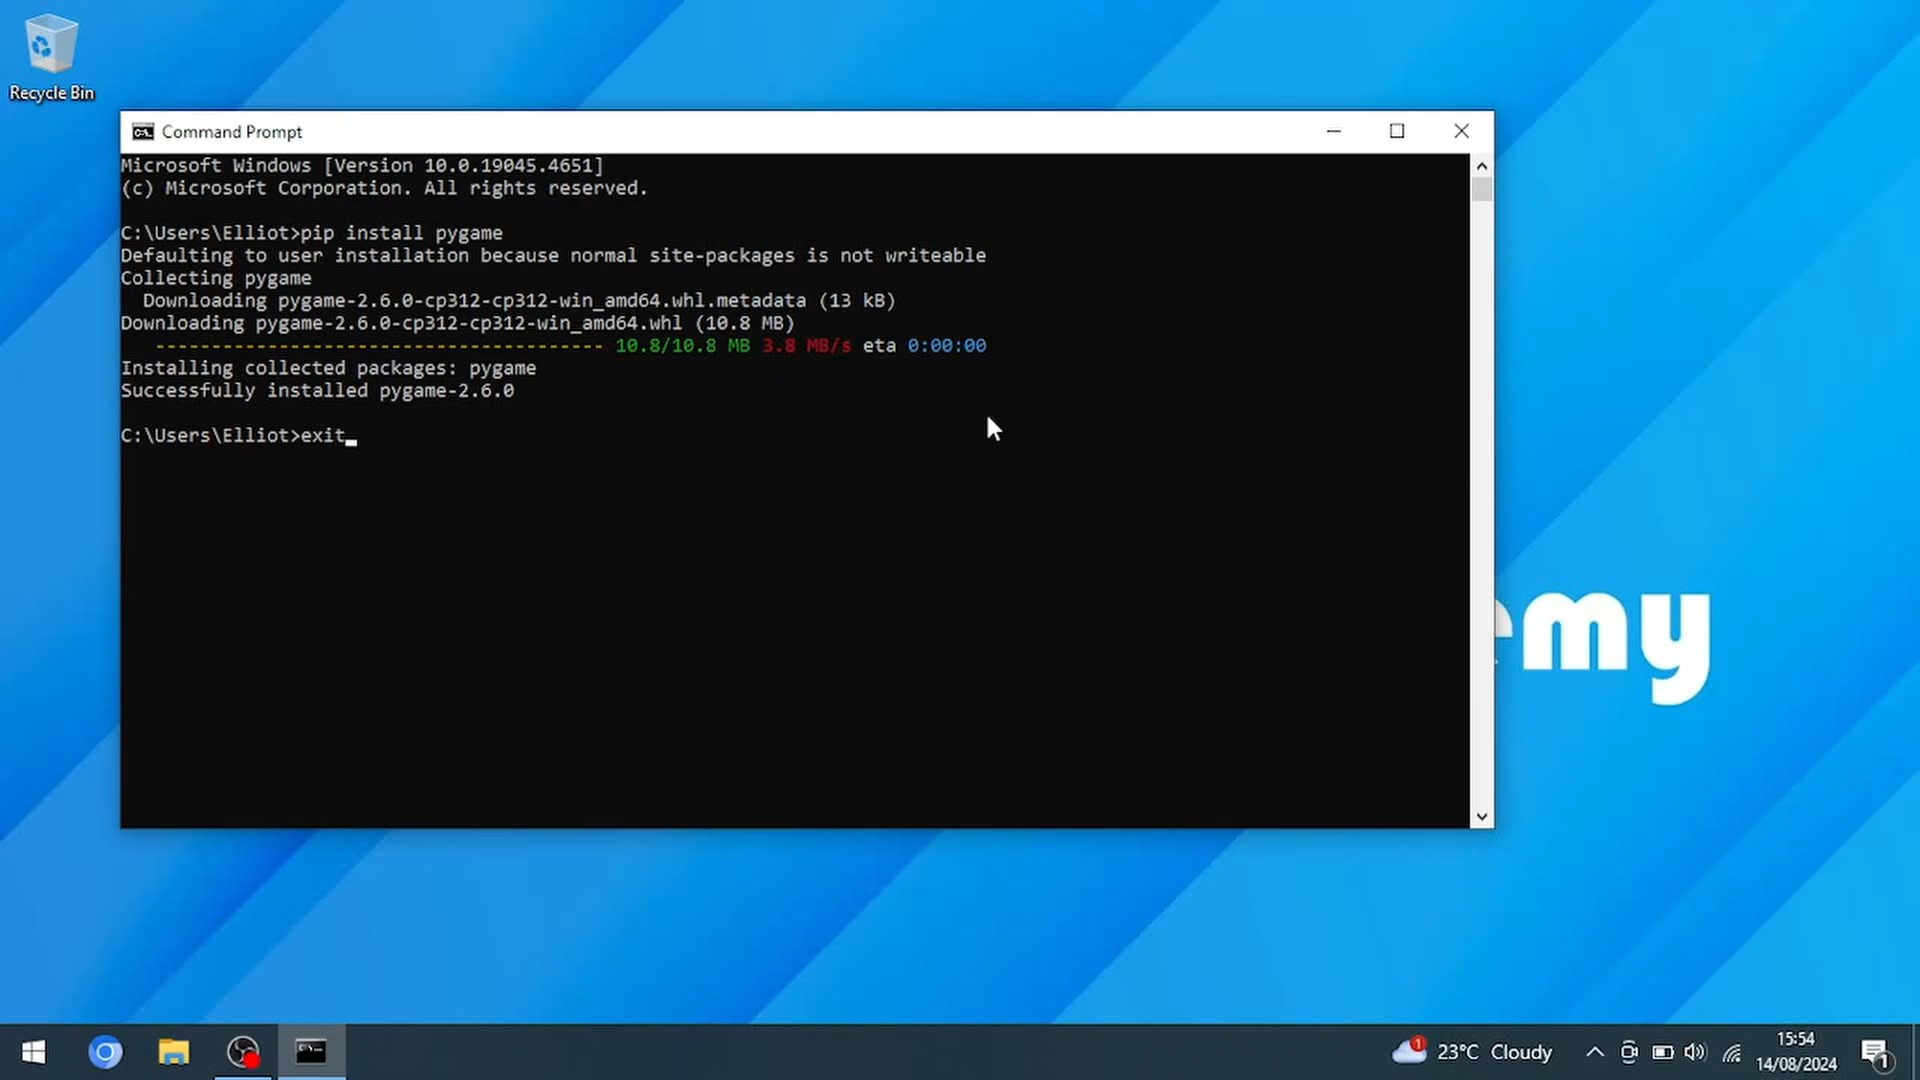 Recycle Bin
Command Prompt
Microsoft Windows [Version 10.0.19045.4651]
(c) Microsoft Corporation. All rights reserved.
C:\Users\Elliot>pip install pygame
Defaulting to user installation because normal site-packages is not writeable
Collecting pygame
Downloading pygame-2.6.0-cp312-cp312-win_amd64.whl.metadata (13 kB)
Downloading pygame-2.6.0-cp312-cp312-win_amd64.whl (10.8 MB)
---------------------------------------- 10.8/10.8 MB 3.8 MB/s eta 0:00:00
Installing collected packages: pygame
Successfully installed pygame-2.6.0
C:\Users\Elliot>exit_
my
1
23°C Cloudy
15:54
14/08/2024
1